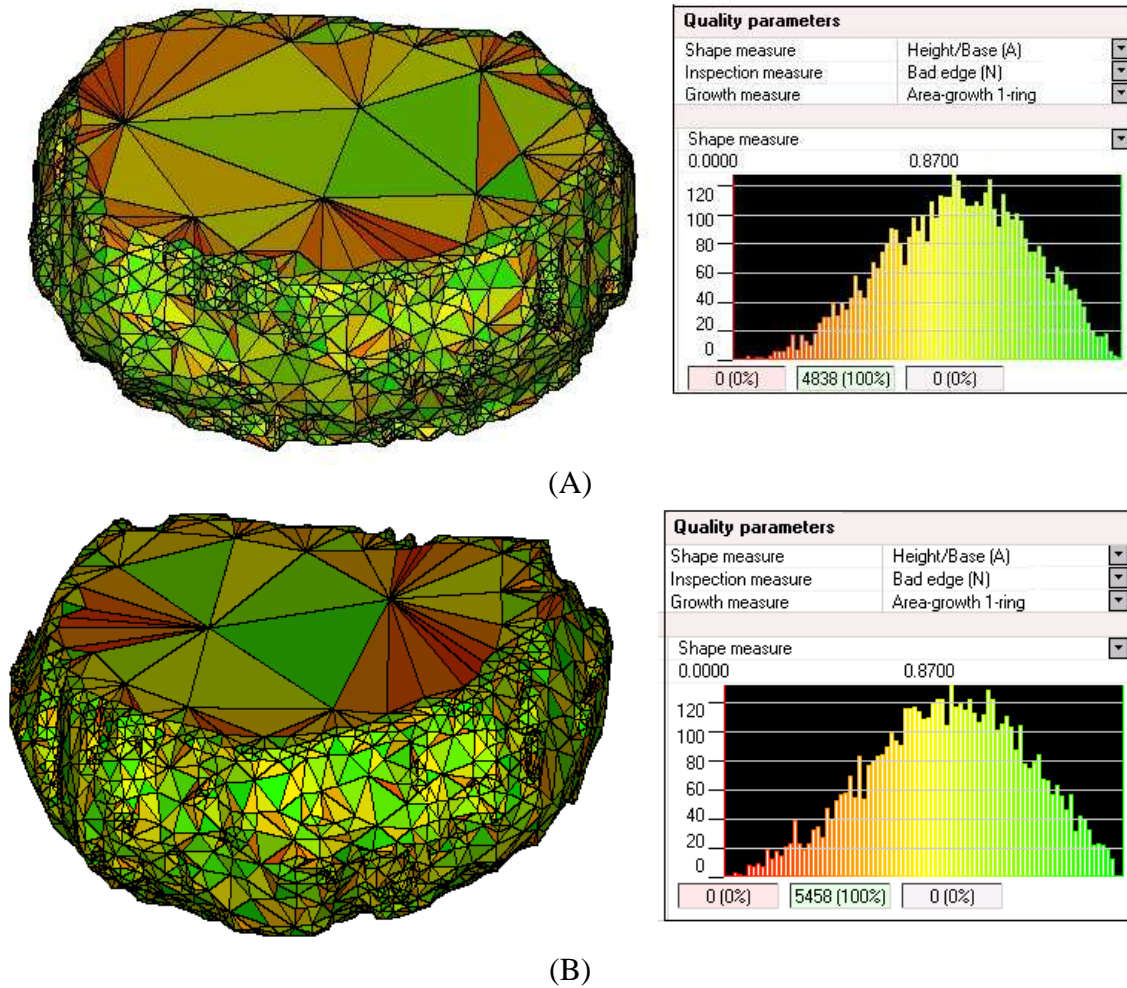 Quality parameters
Shape measure Height/Base (A)
Inspection measure Bad edge (N)
Growth measure Area-growth 1-ring
Shape measure
0.0000 0.8700
120
100
80
60
40
20
0
0 (0%) 4838 (100%) 0 (0%)
(A)
Quality parameters
Shape measure Height/Base (A)
Inspection measure Bad edge (N)
Growth measure Area-growth 1-ring
Shape measure
0.0000 0.8700
120
100
80
60
40
20
0
0 (0%) 5458 (100%) 0 (0%)
(B)